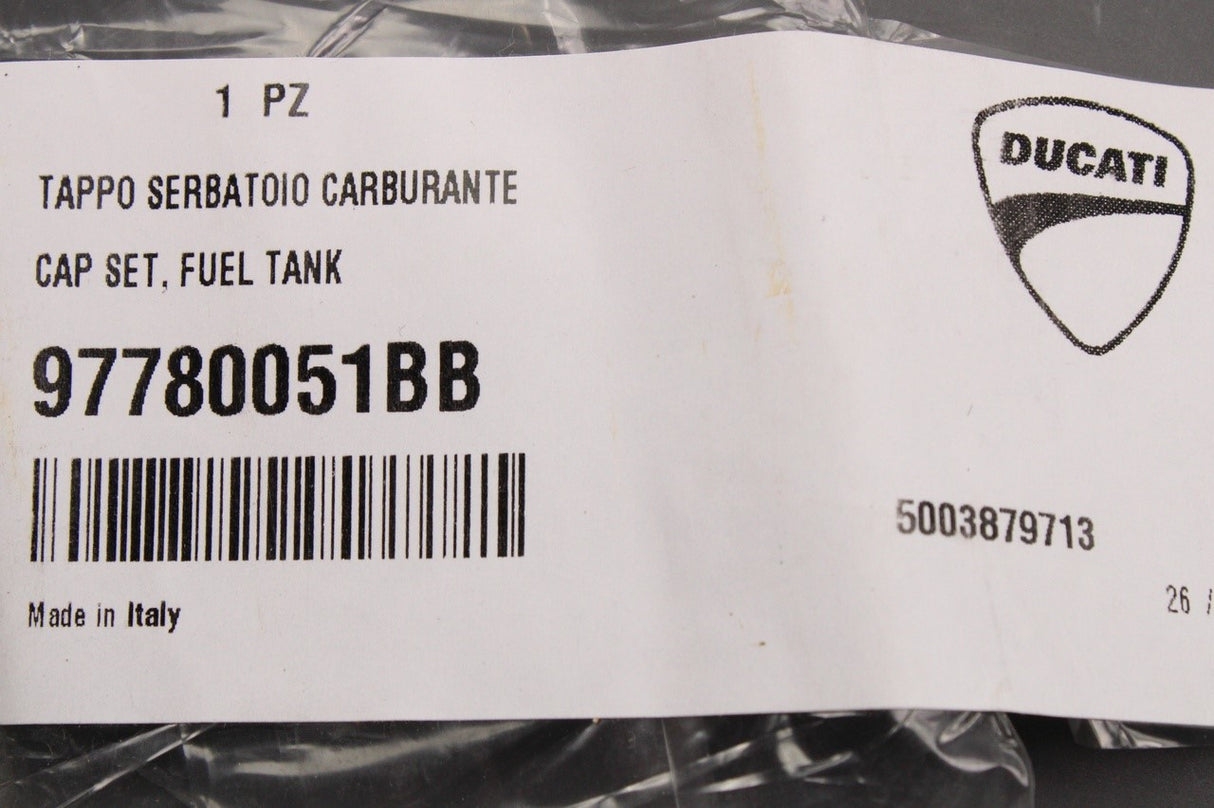 1 PZ
DUCATI
TAPPO SERBATOIO CARBURANTE
CAP SET, FUEL TANK
97780051BB
5003879713
26 /
Made in Italy